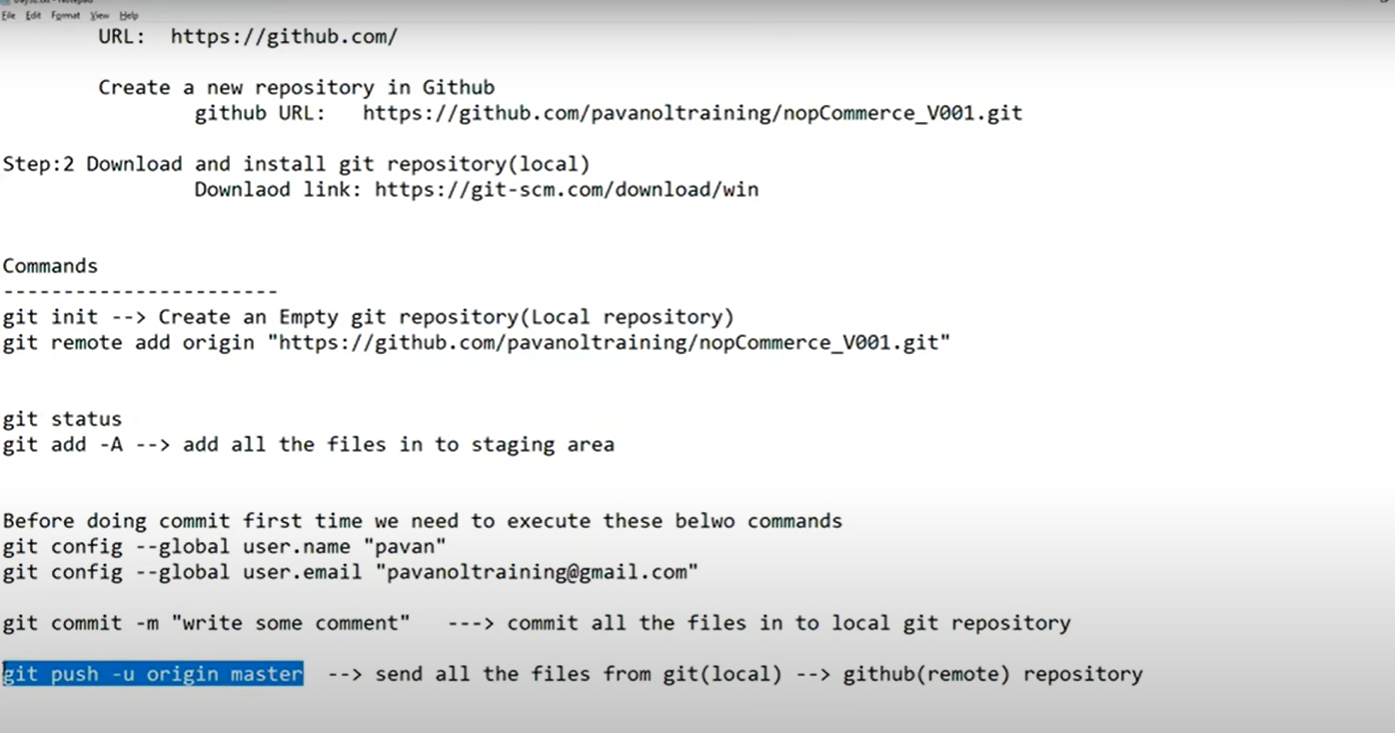 File Edit Format View Help
URL: https://github.com/
Create a new repository in Github
github URL: https://github.com/pavanoltraining/nopCommerce_V001.git
Step:2 Download and install git repository(local)
Downlaod link: https://git-scm.com/download/win
Commands
-----------------------
git init --> Create an Empty git repository(Local repository)
git remote add origin "https://github.com/pavanoltraining/nopCommerce_V001.git"
git status
git add -A --> add all the files in to staging area
Before doing commit first time we need to execute these belwo commands
git config --global user.name "pavan"
git config --global user.email "pavanoltraining@gmail.com"
git commit -m "write some comment" ---> commit all the files in to local git repository
git push -u origin master --> send all the files from git(local) --> github(remote) repository